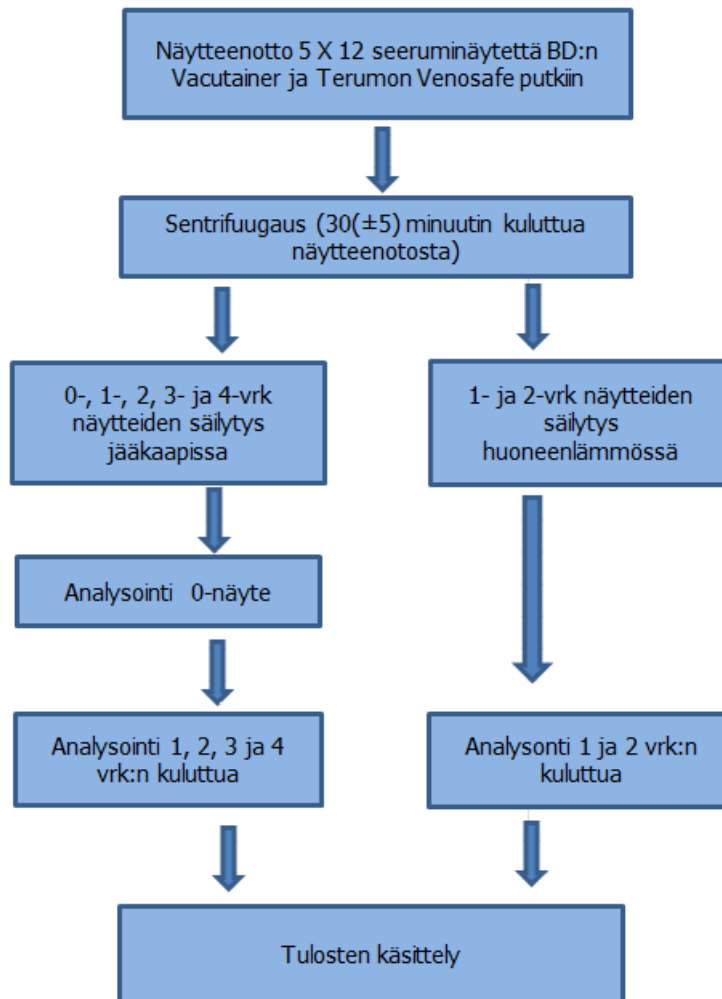 Näytteenotto 5 X 12 seeruminäytettä BD:n
Vacutainer ja Terumon Venosafe putkiin
Sentrifuugaus (30(±5) minuutin kuluttua
näytteenotosta)
0-, 1-, 2, 3- ja 4-vrk
näytteiden säilytys
jääkaapissa
1- ja 2-vrk näytteiden
säilytys
huoneenlämmössä
Analysointi 0-näyte
Analysointi 1, 2, 3 ja 4
vrk:n kuluttua
Analysonti 1 ja 2 vrk:n
kuluttua
Tulosten käsittely